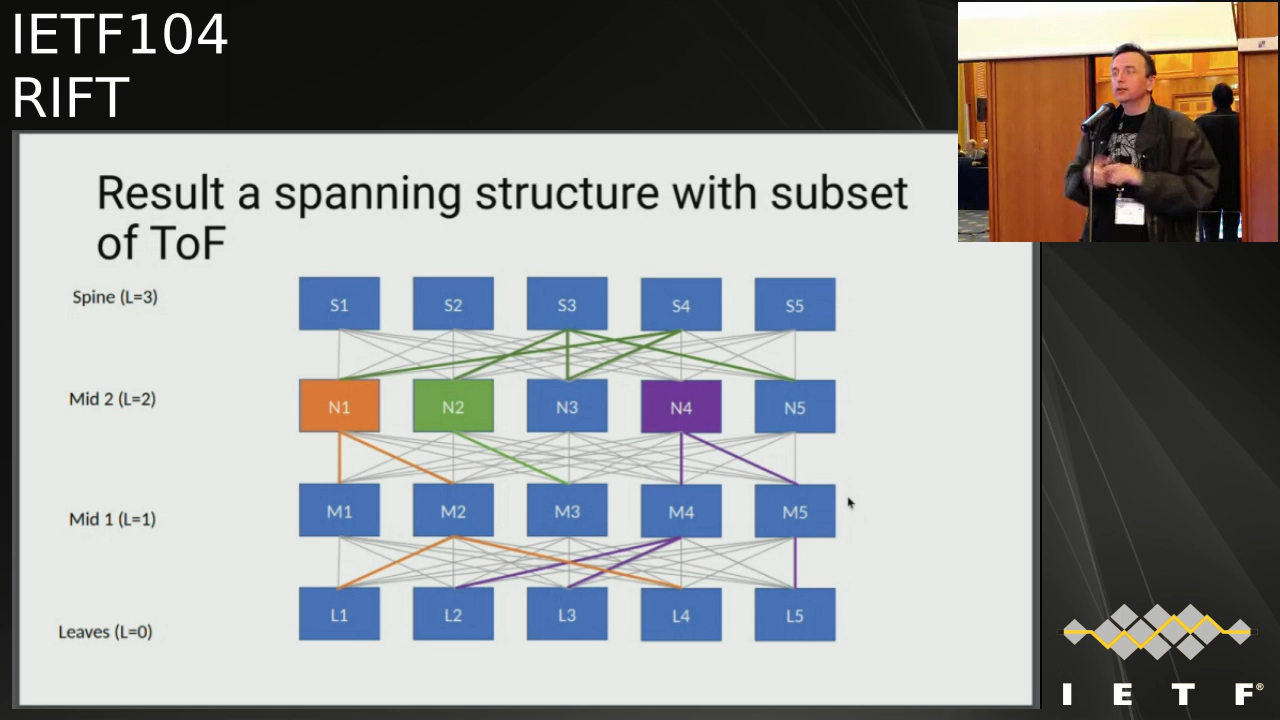 IETF104
RIFT
Result a spanning structure with subset
of ToF
Spine (L=3)
S1 S2 S3 S4 S5
Mid 2 (L=2)
N1 N2 N3 N4 N5
Mid 1 (L=1)
M1 M2 M3 M4 M5
Leaves (L=0)
L1 L2 L3 L4 L5
I E T F®